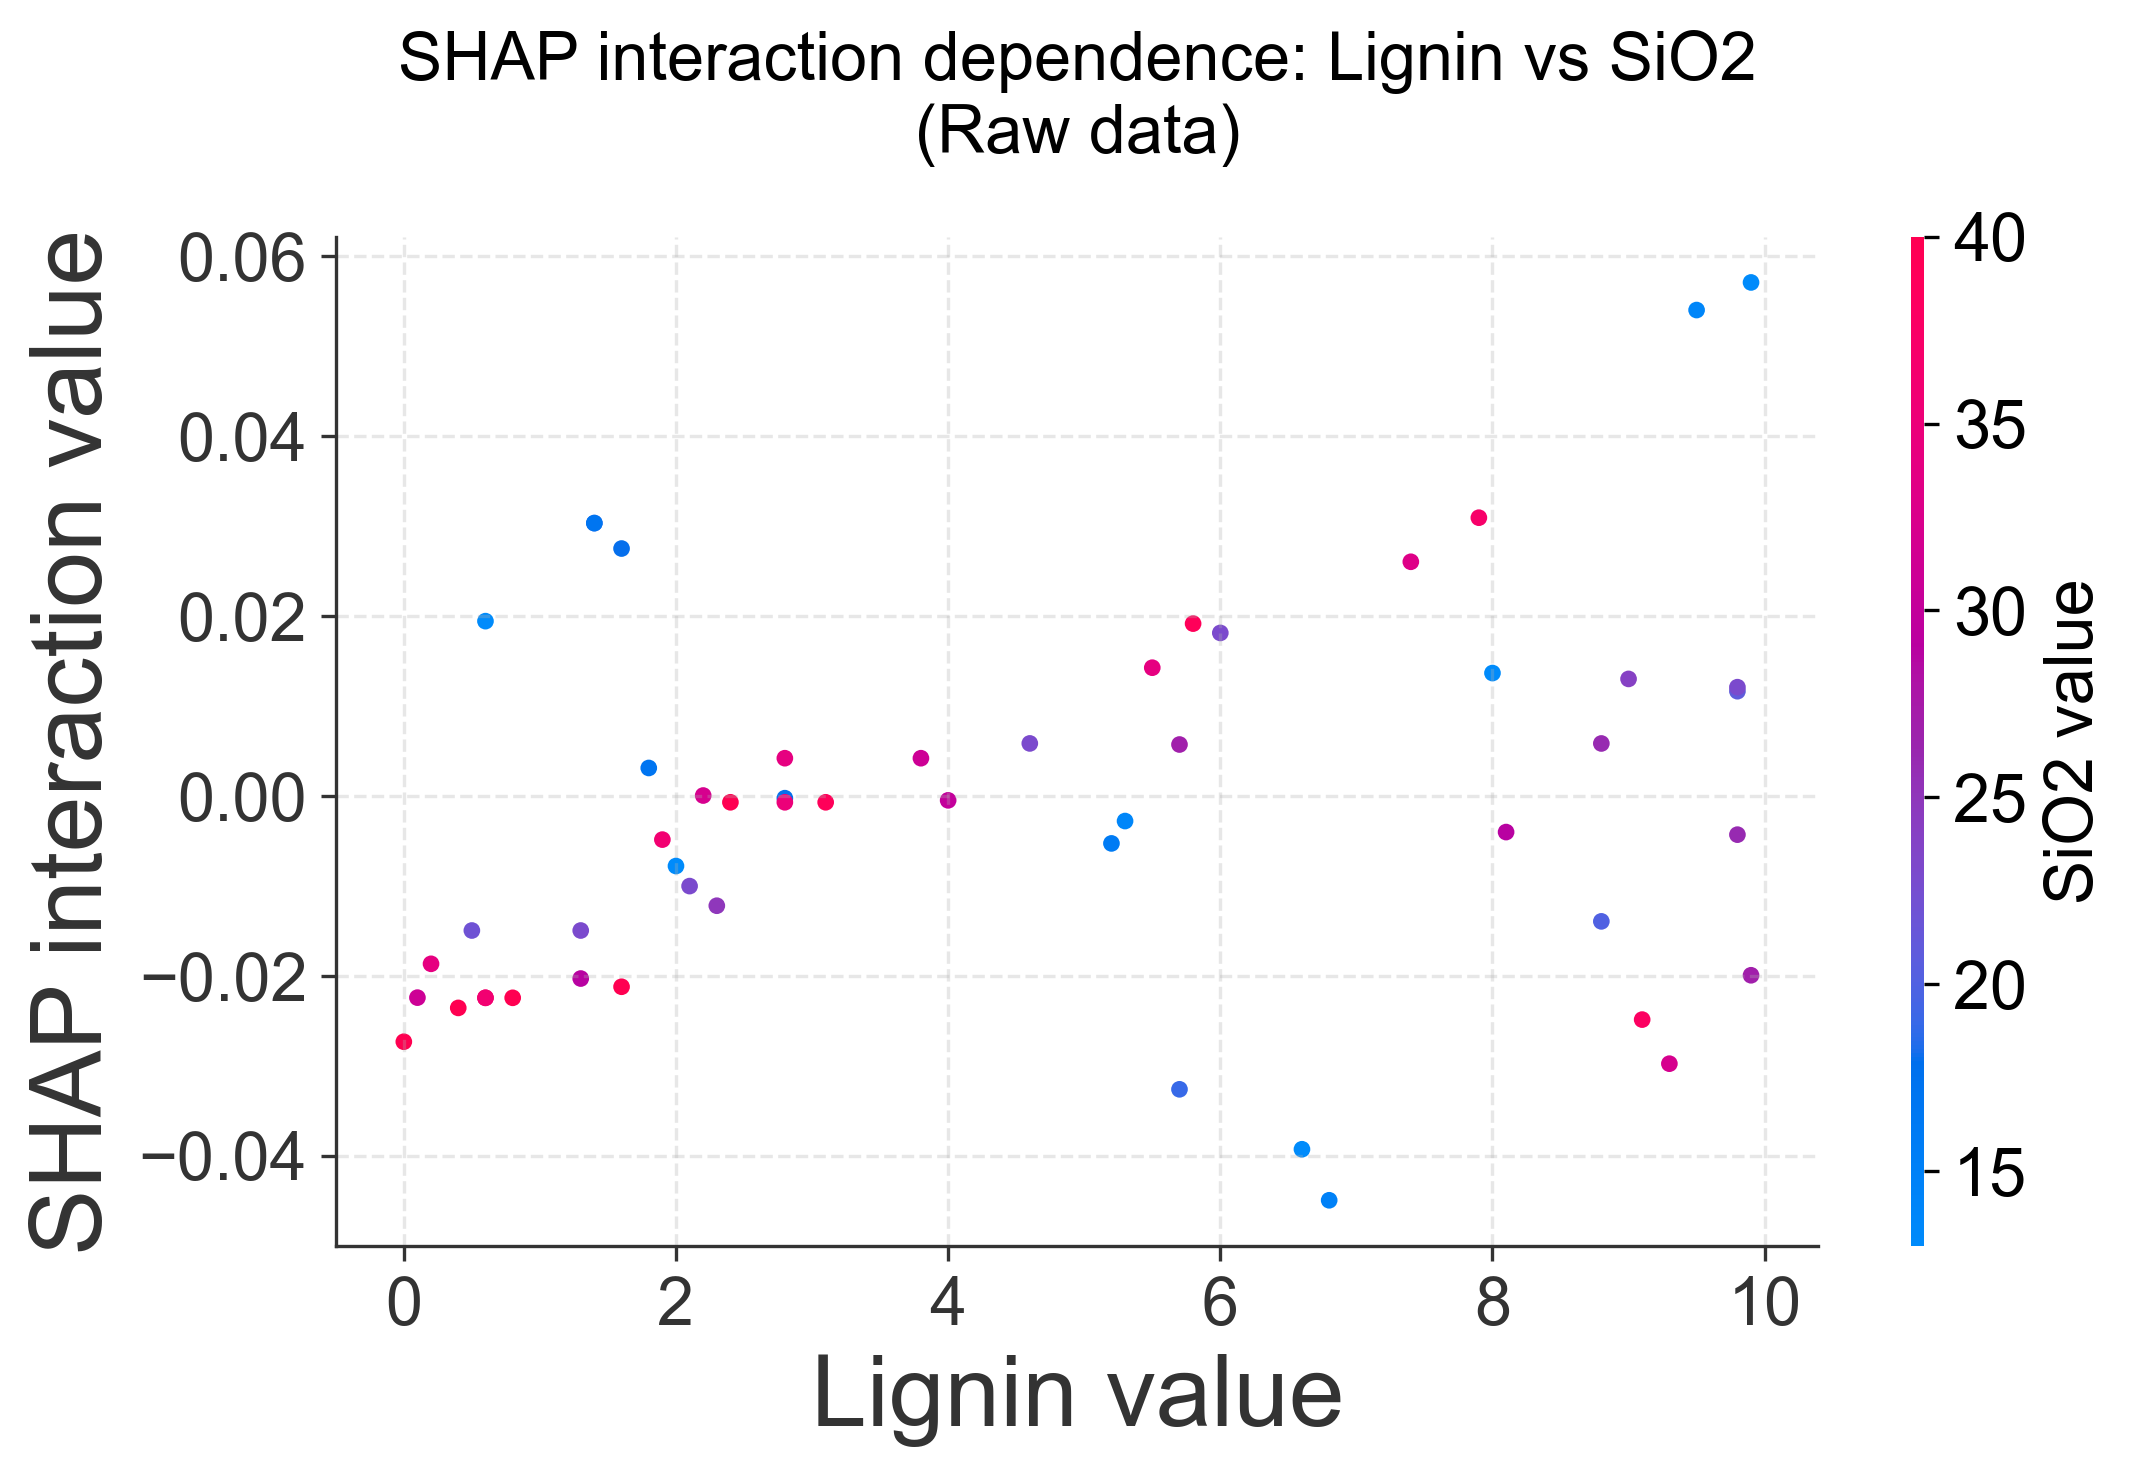 SHAP interaction dependence: Lignin vs SiO2
(Raw data)
SHAP interaction value
0.06
0.04
0.02
0.00
−0.02
−0.04
0 2 4 6 8 10
Lignin value
40
35
30
25
20
15
SiO2 value